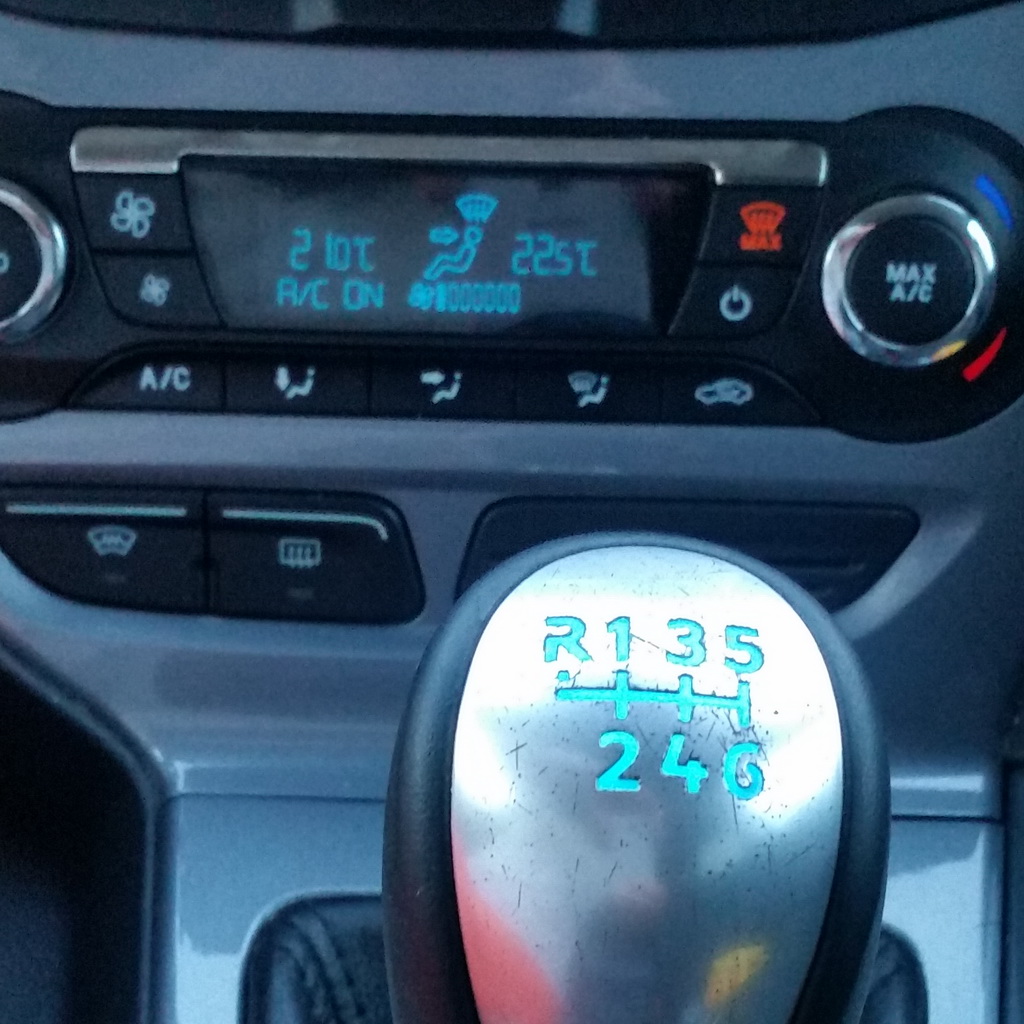 21.0℃ 22.5℃
A/C ON
MAX
MAX
A/C
A/C
R 1 3 5
2 4 6